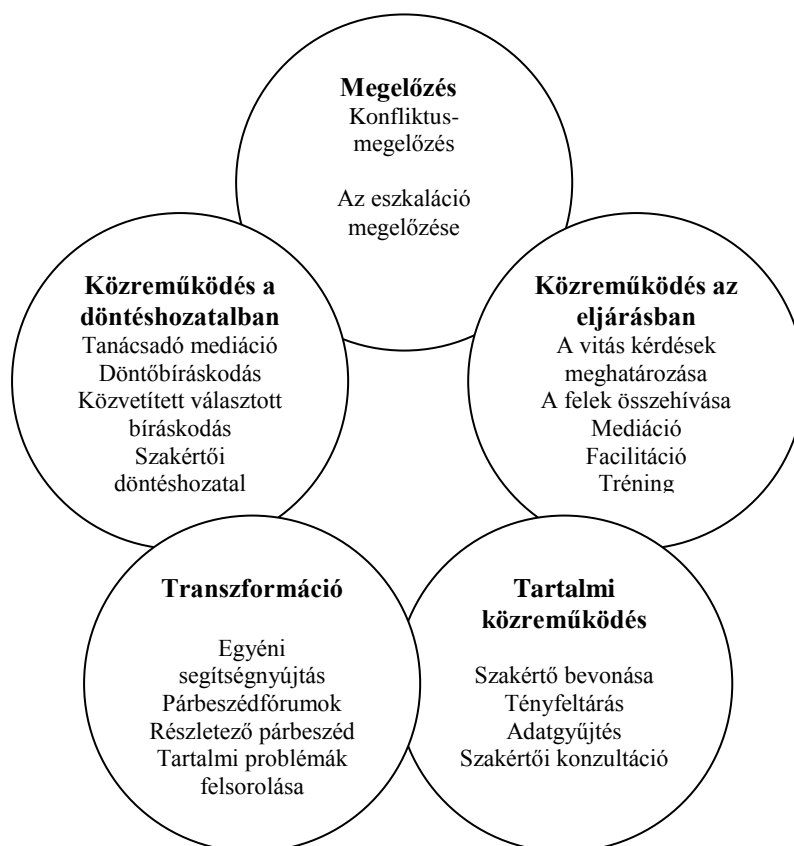 Megelőzés
Konfliktus-
megelőzés
Az eszkaláció
megelőzése
Közreműködés a
döntéshozatalban
Tanácsadó mediáció
Döntőbíráskodás
Közvetített választott
bíráskodás
Szakértői
döntéshozatal
Közreműködés az
eljárásban
A vitás kérdések
meghatározása
A felek összehívása
Mediáció
Facilitáció
Tréning
Transzformáció
Egyéni
segítségnyújtás
Párbeszédfórumok
Részletező párbeszéd
Tartalmi problémák
felsorolása
Tartalmi
közreműködés
Szakértő bevonása
Tényfeltárás
Adatgyűjtés
Szakértői konzultáció